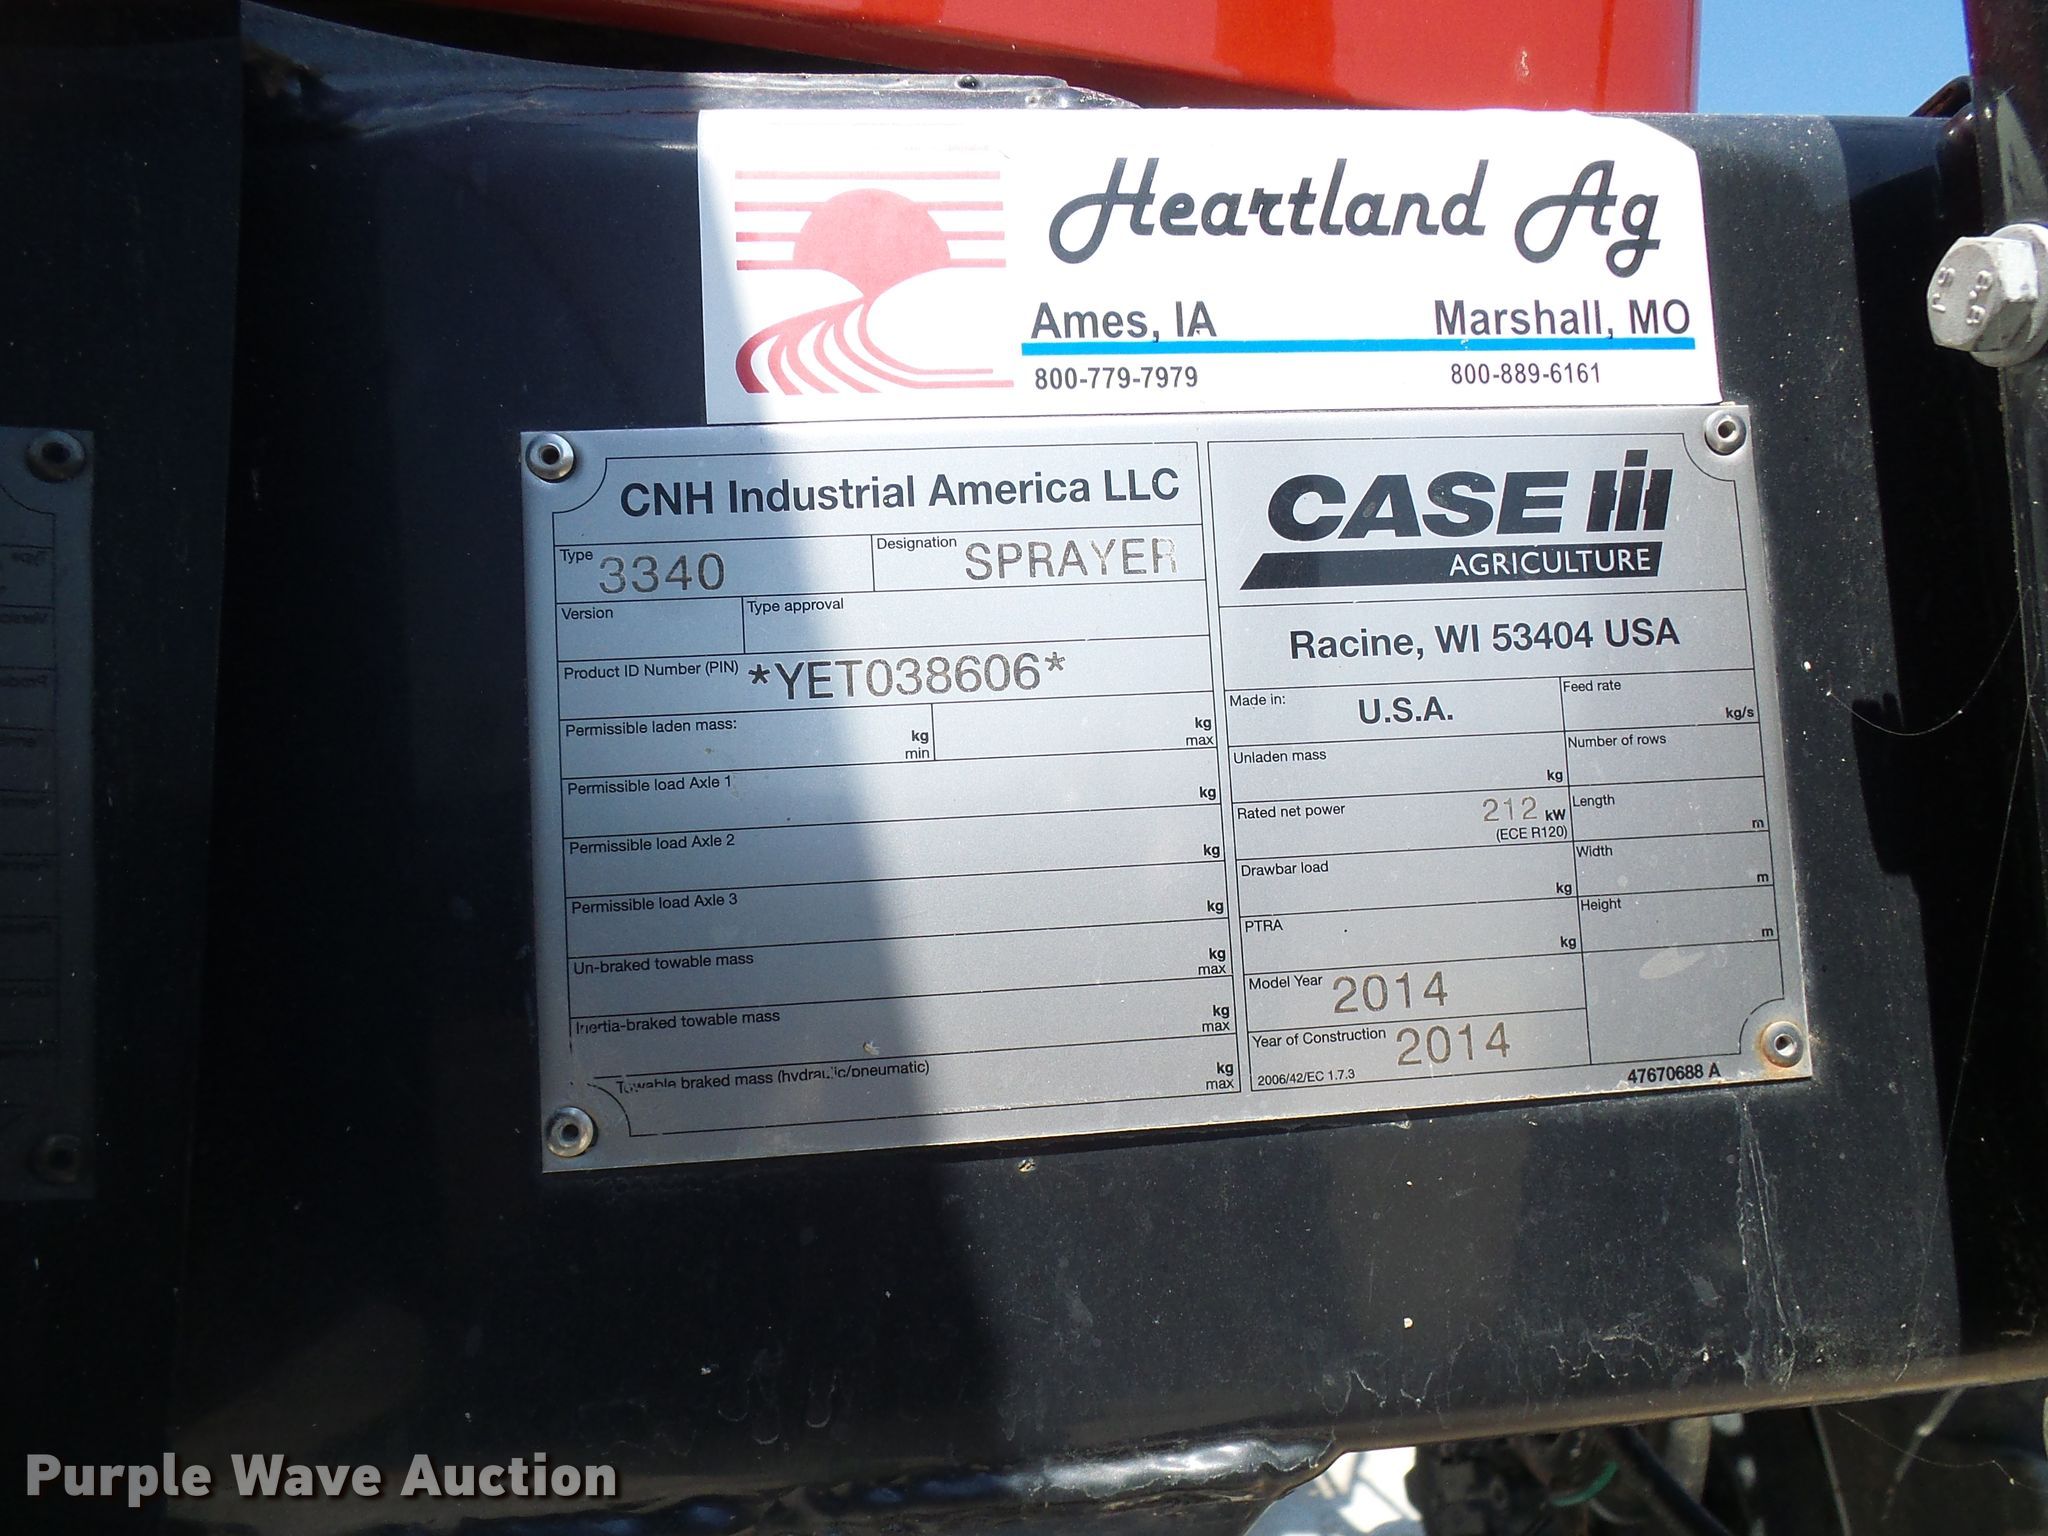 Heartland Ag
Ames, IA Marshall, MO
800-779-7979 800-889-6161
CNH Industrial America LLC
Type 3340 Designation SPRAYER
Version Type approval
Product ID Number (PIN) *YET038606*
Permissible laden mass: kg min kg max
Permissible load Axle 1 kg
Permissible load Axle 2 kg
Permissible load Axle 3 kg
Un-braked towable mass kg max
Inertia-braked towable mass kg max
Towable braked mass (hydraulic/pneumatic) kg max
CASE IH
AGRICULTURE
Racine, WI 53404 USA
Made in: U.S.A. Feed rate kg/s
Unladen mass kg Number of rows
Rated net power 212 kW Length m
(ECE R120)
Drawbar load kg Width m
PTRA kg Height m
Model Year 2014
Year of Construction 2014
2006/42/EC 1.7.3 47670688 A
8.8
Purple Wave Auction